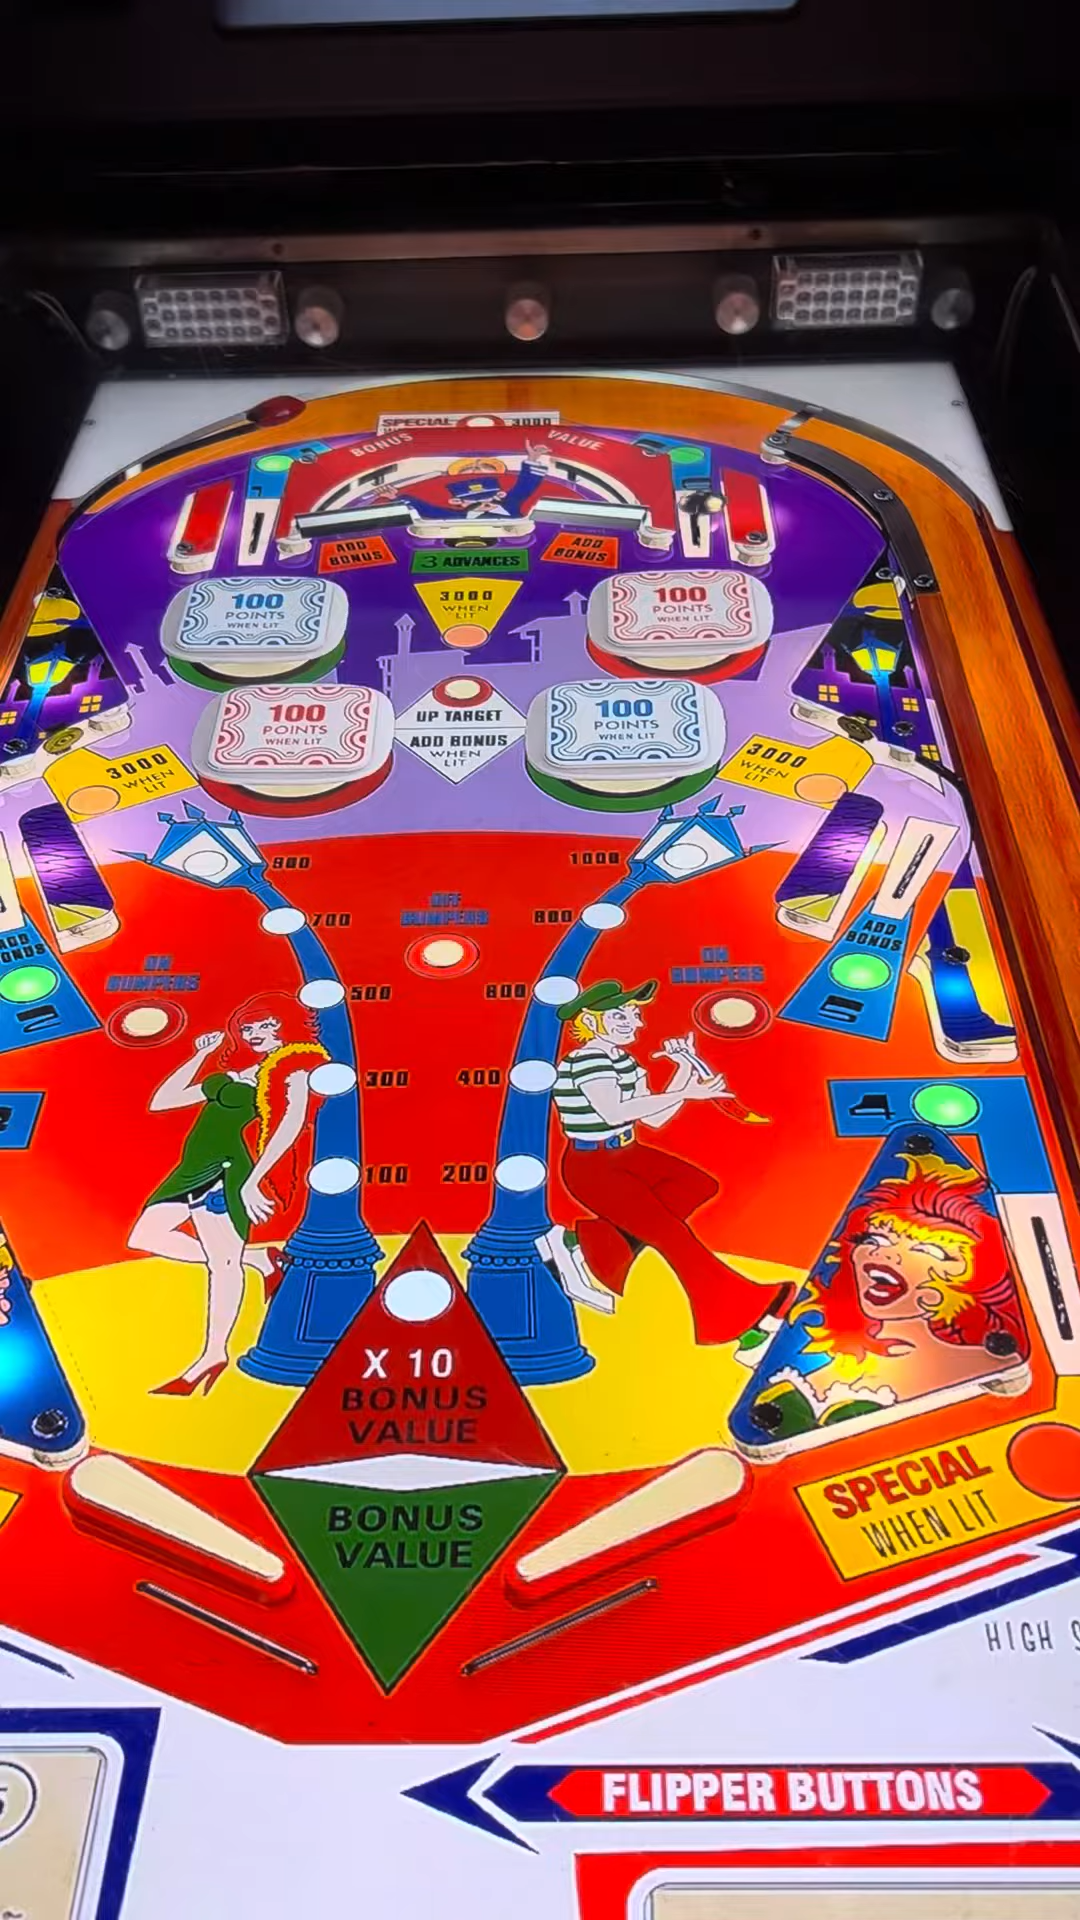 SPECIAL 3000
BONUS VALUE
ADD
BONUS
3 ADVANCES
ADD
BONUS
3000
WHEN
LIT
100
POINTS
WHEN LIT
100
POINTS
WHEN LIT
100
POINTS
WHEN LIT
UP TARGET
ADD BONUS
WHEN
LIT
100
POINTS
WHEN LIT
3000
WHEN
LIT
3000
WHEN
LIT
900
1000
700
800
OFF
BUMPERS
ON
BUMPERS
ON
BUMPERS
ADD
BONUS
ADD
BONUS
2
5
500
600
300
400
4
100
200
X 10
BONUS
VALUE
BONUS
VALUE
SPECIAL
WHEN LIT
HIGH S
FLIPPER BUTTONS
5